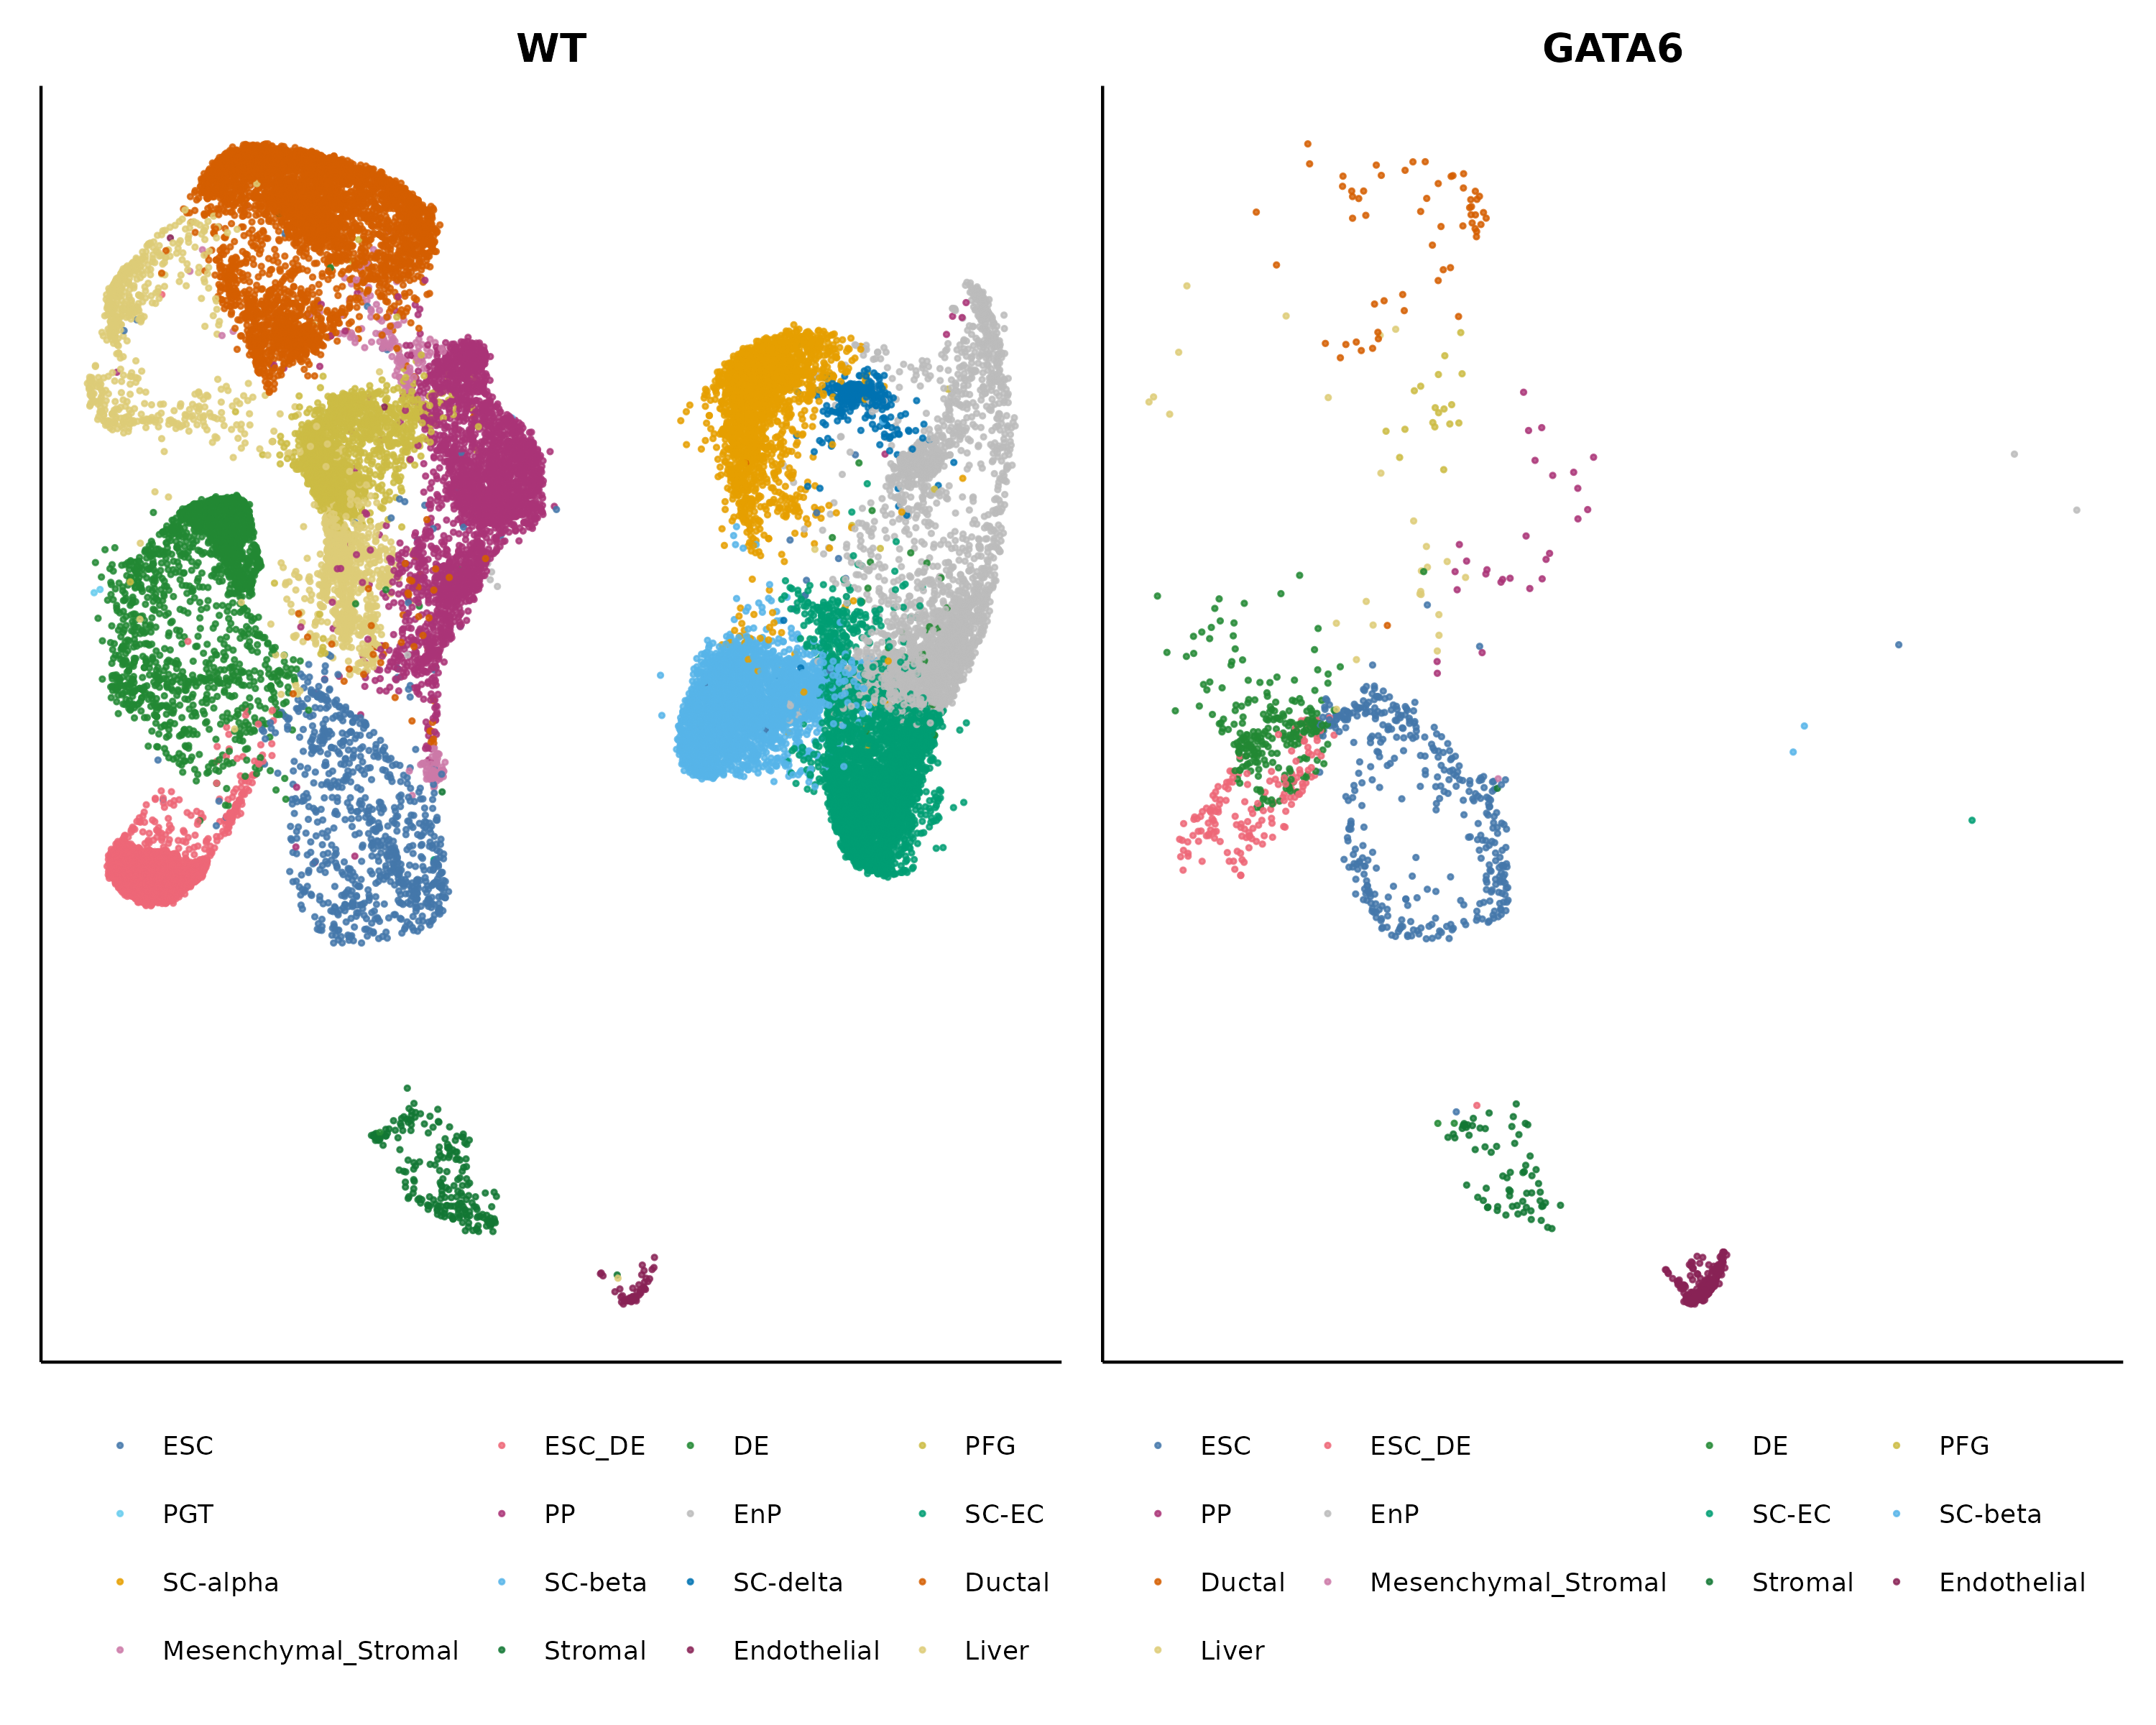 WT
GATA6
ESC ESC_DE DE PFG
PGT PP EnP SC-EC
SC-alpha SC-beta SC-delta Ductal
Mesenchymal_Stromal Stromal Endothelial Liver
ESC ESC_DE DE PFG
PP EnP SC-EC SC-beta
Ductal Mesenchymal_Stromal Stromal Endothelial
Liver